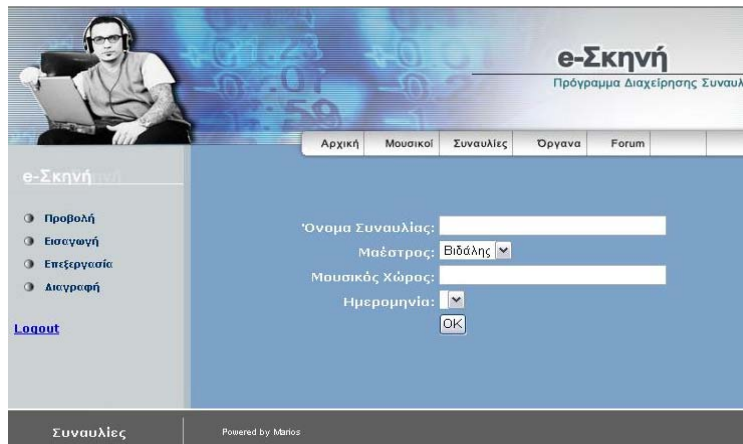 e-Σκηνή
Πρόγραμμα Διαχείρησης
Αρχική Μουσικοί Συναυλίες Όργανα Forum
e-Σκηνή
Προβολή
Εισαγωγή
Επεξεργασία
Διαγραφή
Logout
Όνομα Συναυλίας:
Μαέστρος: Βιδάλης
Μουσικός Χώρος:
Ημερομηνία:
OK
Συναυλίες Powered by Marios